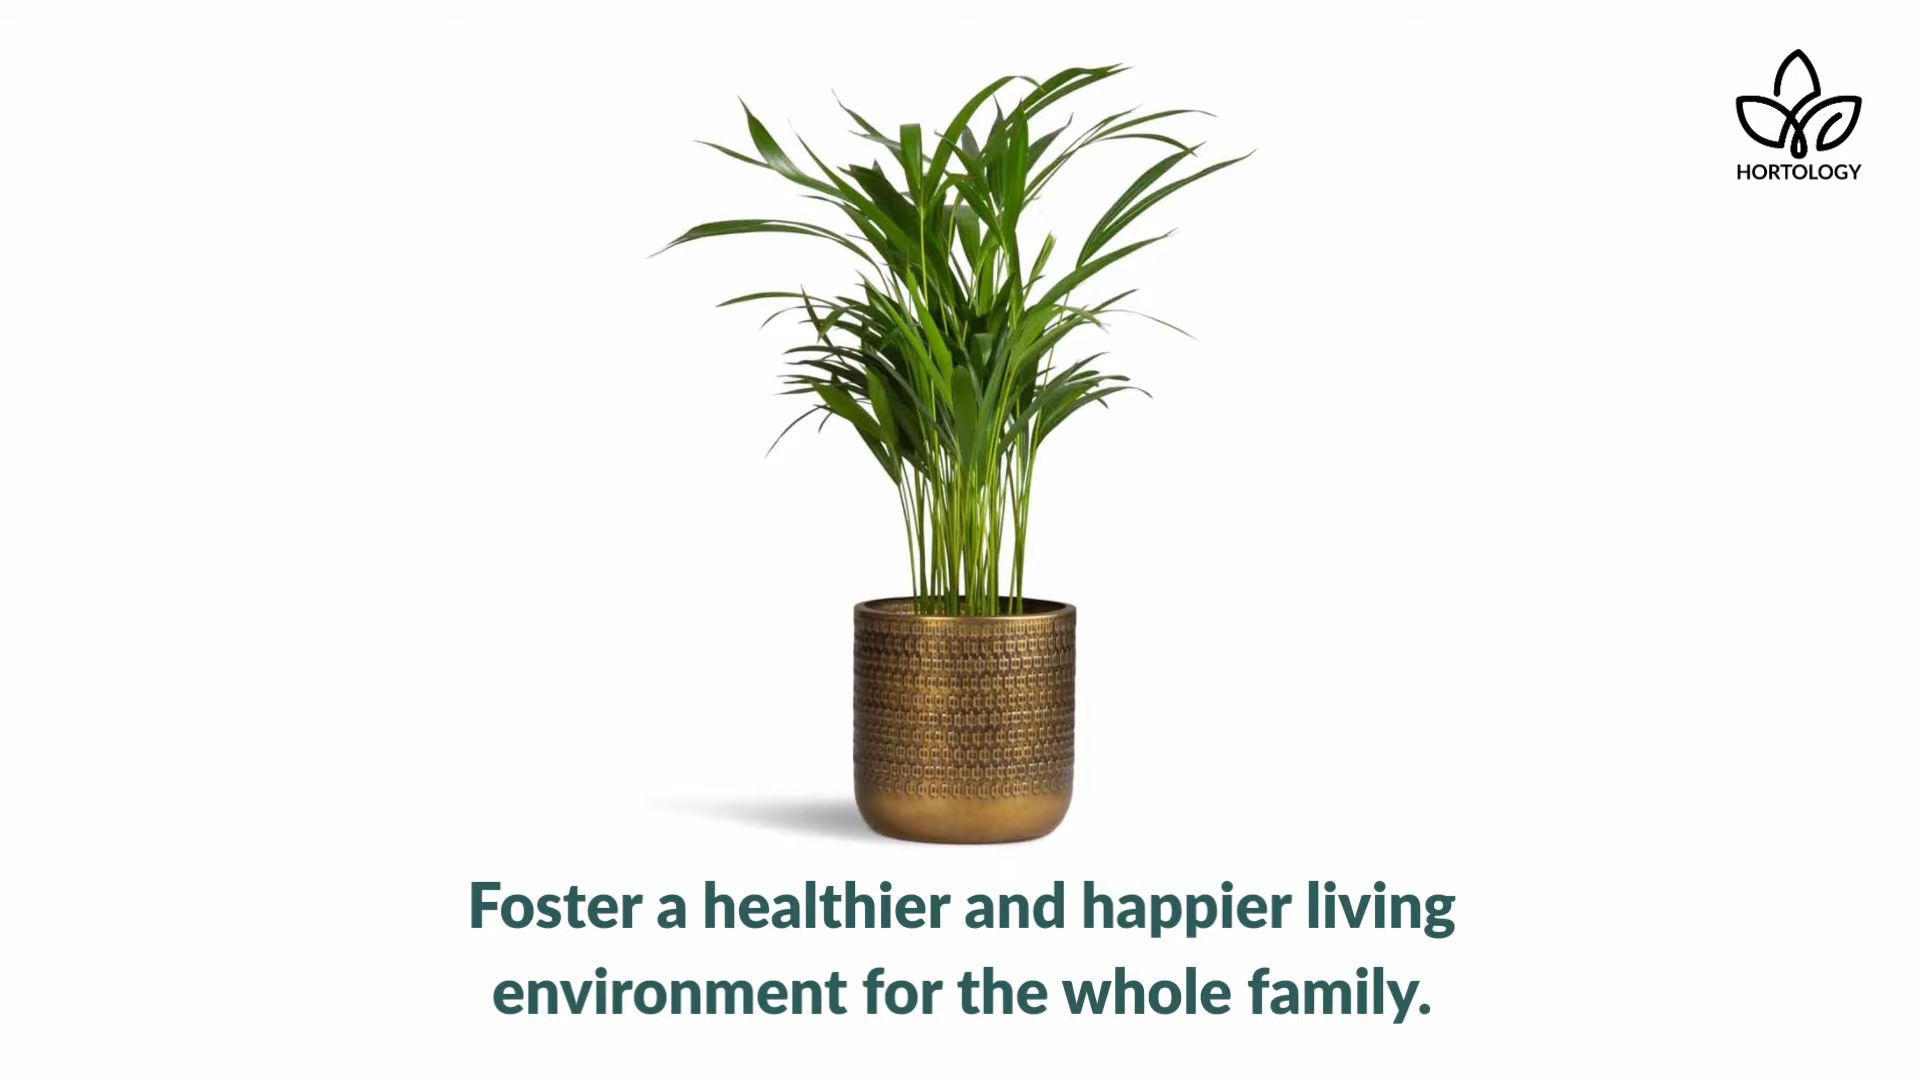 HORTOLOGY
Foster a healthier and happier living
environment for the whole family.